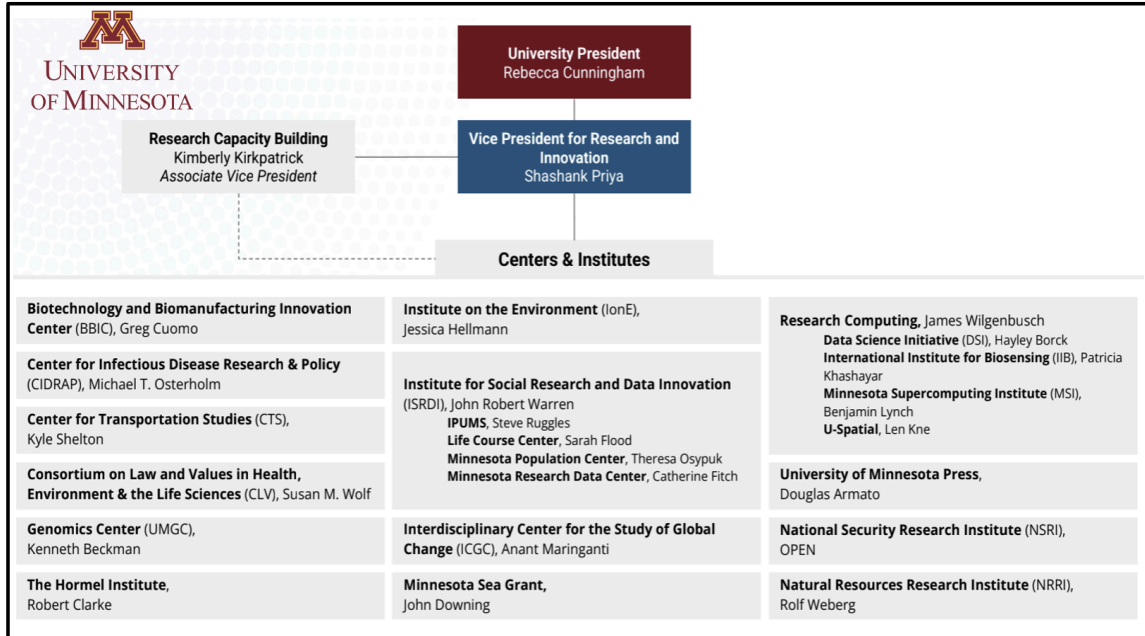 UNIVERSITY
OF MINNESOTA
University President
Rebecca Cunningham
Research Capacity Building
Kimberly Kirkpatrick
Associate Vice President
Vice President for Research and
Innovation
Shashank Priya
Centers & Institutes
Biotechnology and Biomanufacturing Innovation
Center (BBIC), Greg Cuomo
Center for Infectious Disease Research & Policy
(CIDRAP), Michael T. Osterholm
Center for Transportation Studies (CTS),
Kyle Shelton
Consortium on Law and Values in Health,
Environment & the Life Sciences (CLV), Susan M. Wolf
Genomics Center (UMGC),
Kenneth Beckman
The Hormel Institute,
Robert Clarke
Institute on the Environment (IonE),
Jessica Hellmann
Institute for Social Research and Data Innovation
(ISRDI), John Robert Warren
IPUMS, Steve Ruggles
Life Course Center, Sarah Flood
Minnesota Population Center, Theresa Osypuk
Minnesota Research Data Center, Catherine Fitch
Interdisciplinary Center for the Study of Global
Change (ICGC), Anant Maringanti
Minnesota Sea Grant,
John Downing
Research Computing, James Wilgenbusch
Data Science Initiative (DSI), Hayley Borck
International Institute for Biosensing (IIB), Patricia
Khashayar
Minnesota Supercomputing Institute (MSI),
Benjamin Lynch
U-Spatial, Len Kne
University of Minnesota Press,
Douglas Armato
National Security Research Institute (NSRI),
OPEN
Natural Resources Research Institute (NRRI),
Rolf Weberg